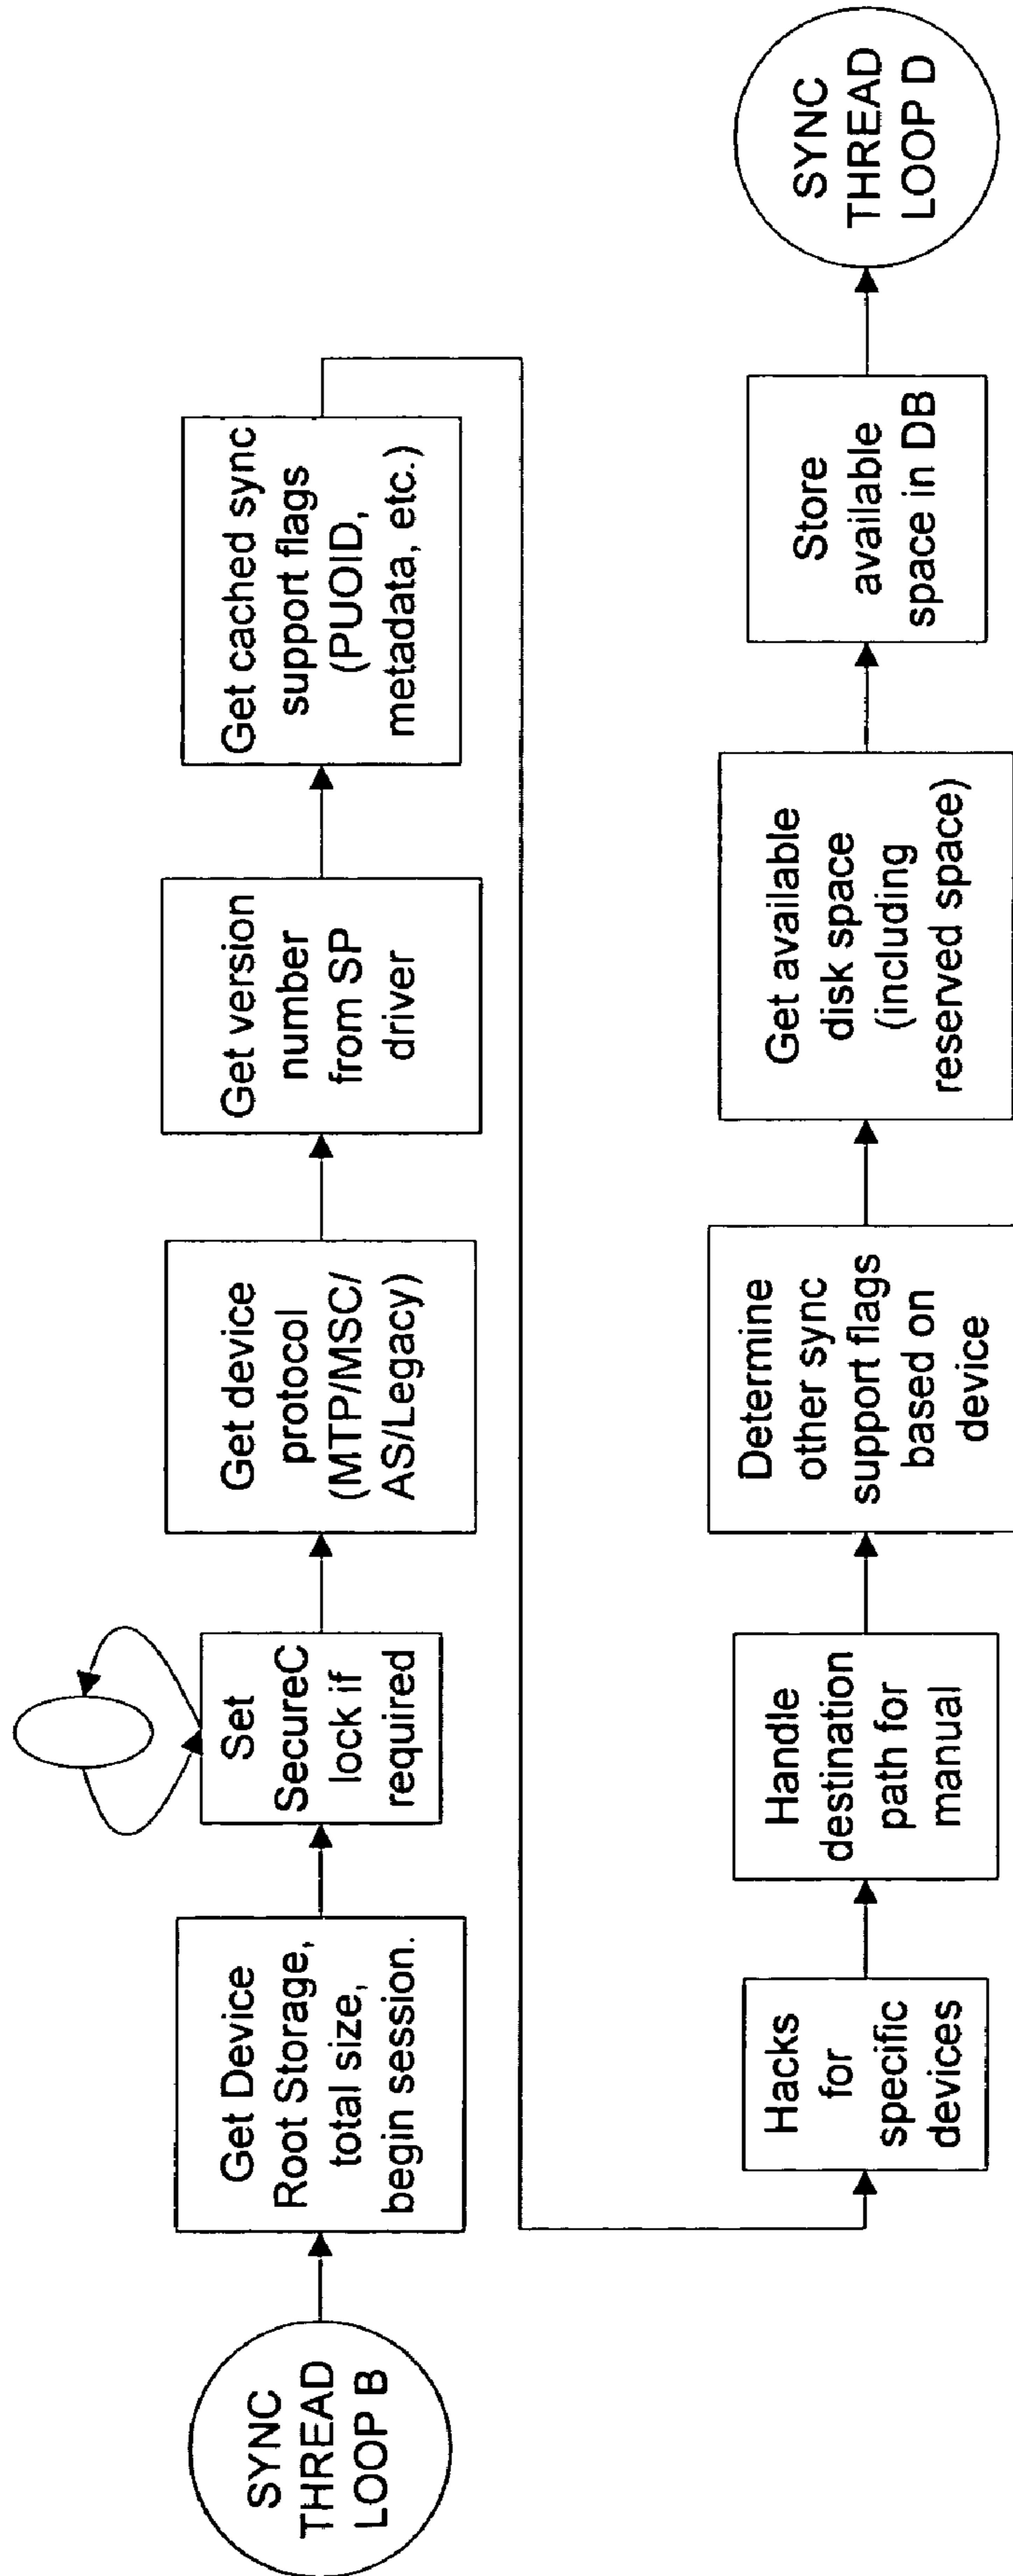 SYNC
THREAD
LOOP B
Get Device
Root Storage,
total size,
begin session.
Set
SecureC
lock if
required
Get device
protocol
(MTP/MSC/
AS/Legacy)
Get version
number
from SP
driver
Get cached sync
support flags
(PUOID,
metadata, etc.)
Hacks
for
specific
devices
Handle
destination
path for
manual
Determine
other sync
support flags
based on
device
Get available
disk space
(including
reserved space)
Store
available
space in DB
SYNC
THREAD
LOOP D